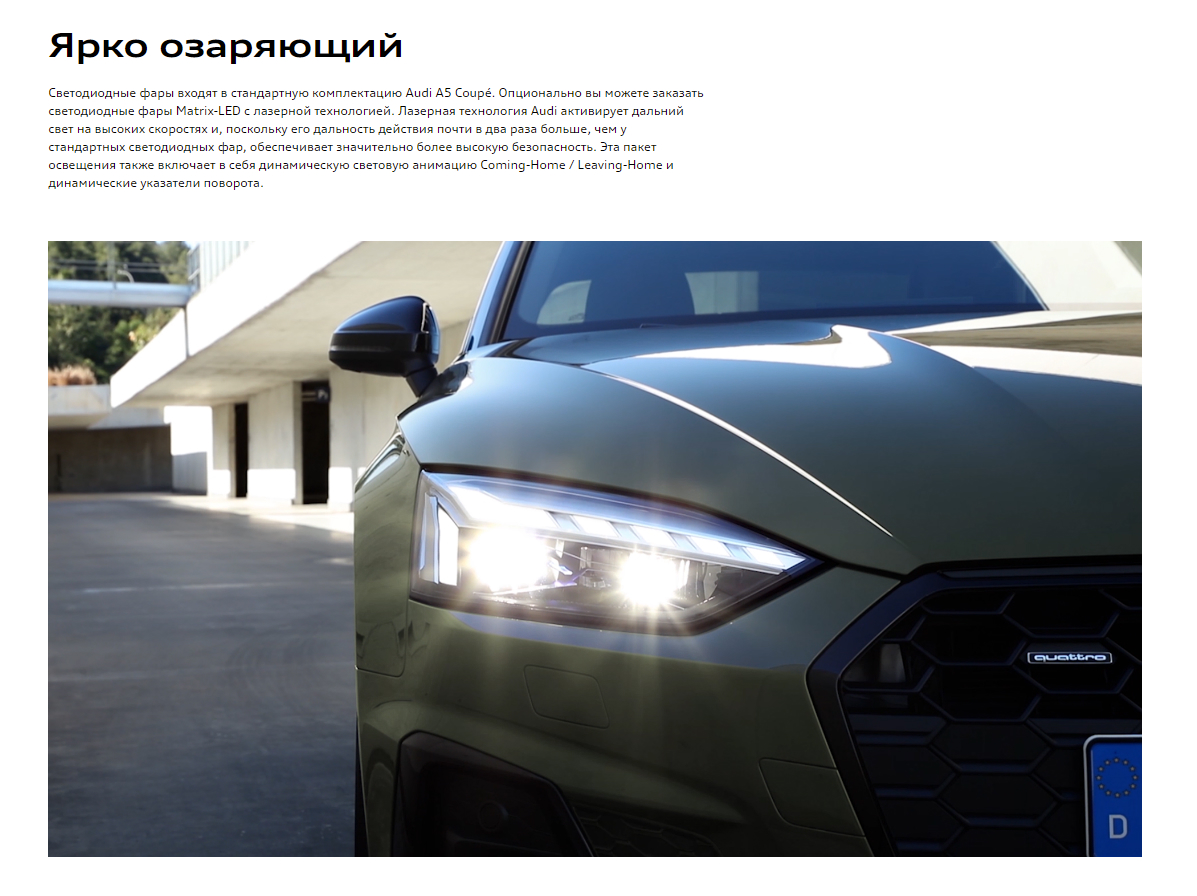 Ярко озаряющий
Светодиодные фары входят в стандартную комплектацию Audi A5 Coupé. Опционально вы можете заказать
светодиодные фары Matrix-LED с лазерной технологией. Лазерная технология Audi активирует дальний
свет на высоких скоростях и, поскольку его дальность действия почти в два раза больше, чем у
стандартных светодиодных фар, обеспечивает значительно более высокую безопасность. Эта пакет
освещения также включает в себя динамическую световую анимацию Coming-Home / Leaving-Home и
динамические указатели поворота.
quattro
D